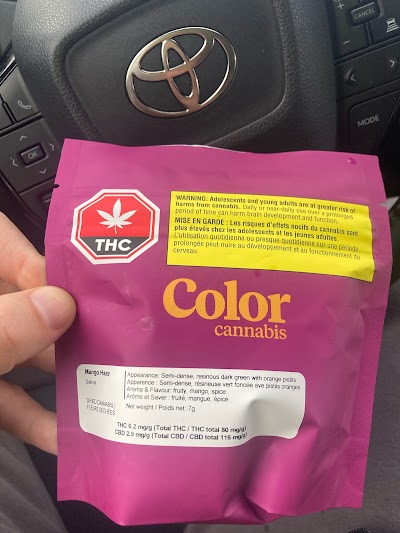 CANCEL
OK
MODE
THC
WARNING: Adolescents and young adults are at greater risk of
harms from cannabis. Daily or near-daily use over a prolonged
period of time can harm brain development and function.
MISE EN GARDE : Les risques d'effets nocifs du cannabis sont
plus élevés chez les adolescents et les jeunes adultes.
L'utilisation quotidienne ou presque quotidienne sur une période
prolongée peut nuire au développement et au fonctionnement du
cerveau.
Color
cannabis
Mango Haze
Sativa
DRIED CANNABIS /
FLEURS SÉCHÉES
Appearance: Semi-dense, resinous dark green with orange pistils
Apparence : Semi-dense, résineuse vert foncée ave pistils oranges
Arome & Flavour: fruity, mango, spice
Arôme et Saver : fruité, mangue, épice
Net weight / Poids net: 7g
THC 6.2 mg/g (Total THC / THC total 80 mg/g)
CBD 2.9 mg/g (Total CBD / CBD total 116 mg/g)